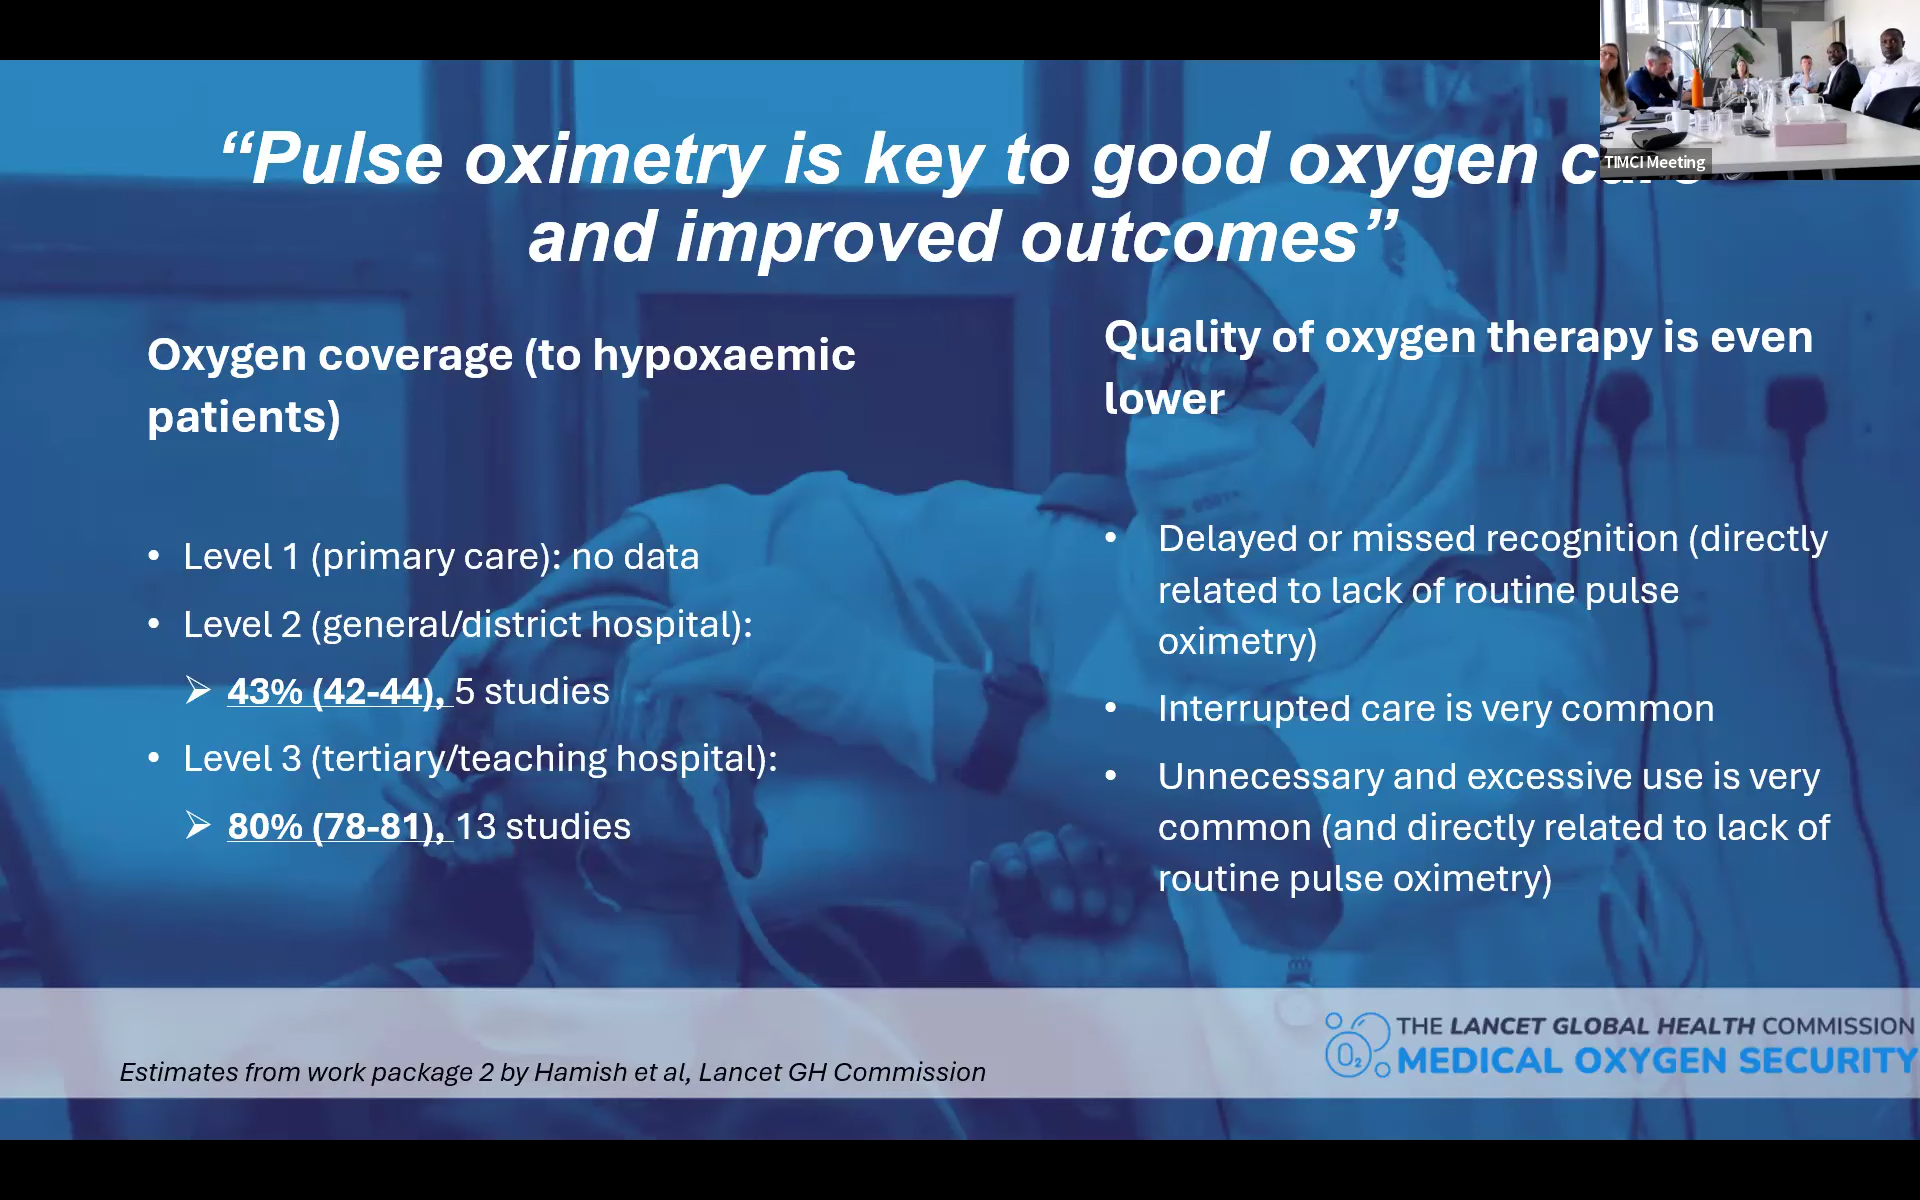 “Pulse oximetry is key to good oxygen
and improved outcomes”
TIMCI Meeting
Oxygen coverage (to hypoxaemic
patients)
• Level 1 (primary care): no data
• Level 2 (general/district hospital):
➢ 43% (42-44), 5 studies
• Level 3 (tertiary/teaching hospital):
➢ 80% (78-81), 13 studies
Quality of oxygen therapy is even
lower
• Delayed or missed recognition (directly
related to lack of routine pulse
oximetry)
• Interrupted care is very common
• Unnecessary and excessive use is very
common (and directly related to lack of
routine pulse oximetry)
Estimates from work package 2 by Hamish et al, Lancet GH Commission
O₂
THE LANCET GLOBAL HEALTH COMMISSION
MEDICAL OXYGEN SECURITY